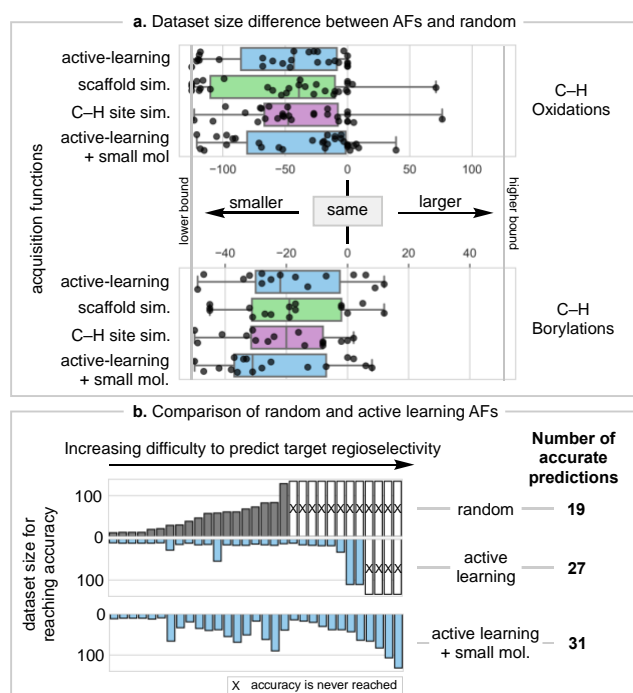 a. Dataset size difference between AFs and random
acquisition functions
active-learning
scaffold sim.
C–H site sim.
active-learning
+ small mol
C–H
Oxidations
−100 −50 0 50 100
lower bound
smaller
same
larger
higher bound
−40 −20 0 20 40
active-learning
scaffold sim.
C–H site sim.
active-learning
+ small mol.
C–H
Borylations
b. Comparison of random and active learning AFs
Increasing difficulty to predict target regioselectivity
Number of
accurate
predictions
dataset size for
reaching accuracy
100
0
XXXXXXXXXXXXX
random
19
100
XXXX
active
learning
27
0
100
active learning
+ small mol.
31
X accuracy is never reached